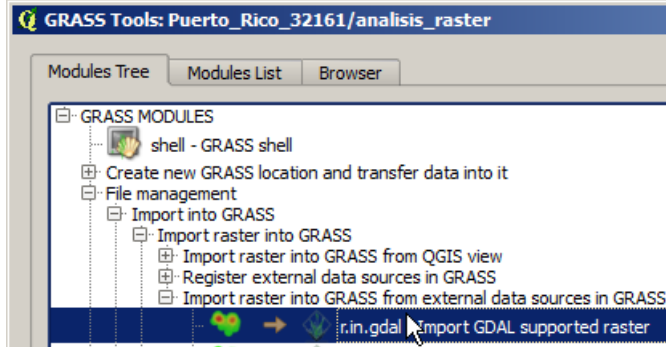 GRASS Tools: Puerto_Rico_32161/analisis_raster
Modules Tree Modules List Browser
GRASS MODULES
shell - GRASS shell
Create new GRASS location and transfer data into it
File management
Import into GRASS
Import raster into GRASS
Import raster into GRASS from QGIS view
Register external data sources in GRASS
Import raster into GRASS from external data sources in GRASS
r.in.gdal Import GDAL supported raster